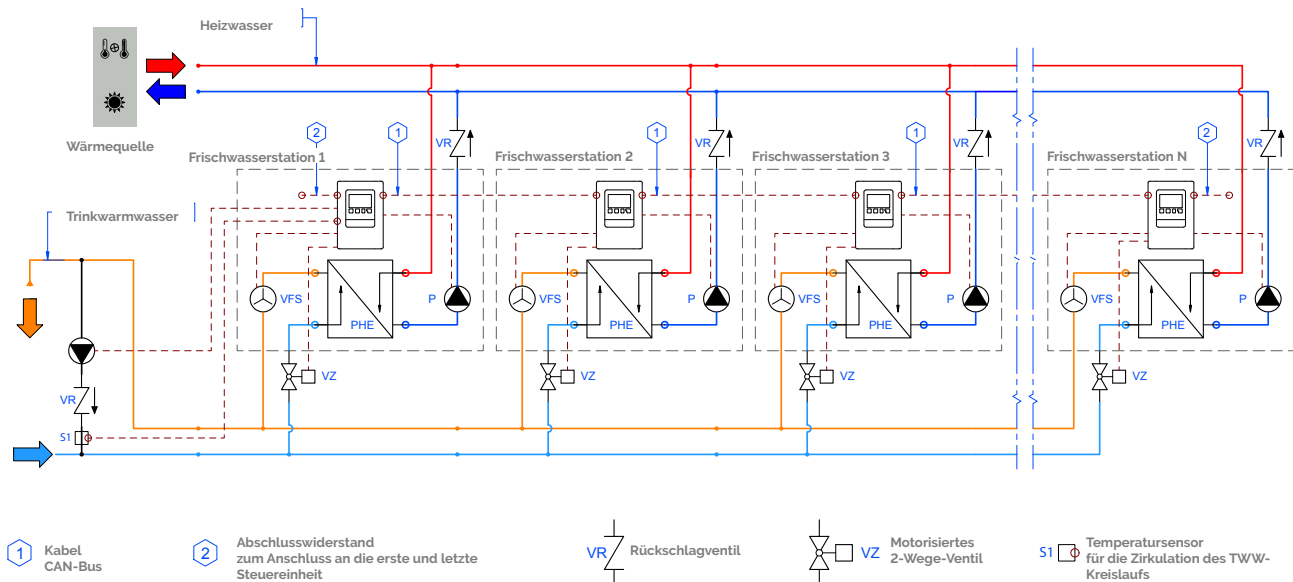 Heizwasser
Wärmequelle
2
1
1
1
2
VR
VR
VR
VR
Frischwasserstation 1
Frischwasserstation 2
Frischwasserstation 3
Frischwasserstation N
Trinkwarmwasser
VFS
P
VFS
P
VFS
P
VFS
P
PHE
PHE
PHE
PHE
VZ
VZ
VZ
VZ
VR
S1
1
Kabel
CAN-Bus
2
Abschlusswiderstand
zum Anschluss an die erste und letzte
Steuereinheit
VR
Rückschlagventil
VZ
Motorisiertes
2-Wege-Ventil
S1
Temperatursensor
für die Zirkulation des TWW-
Kreislaufs